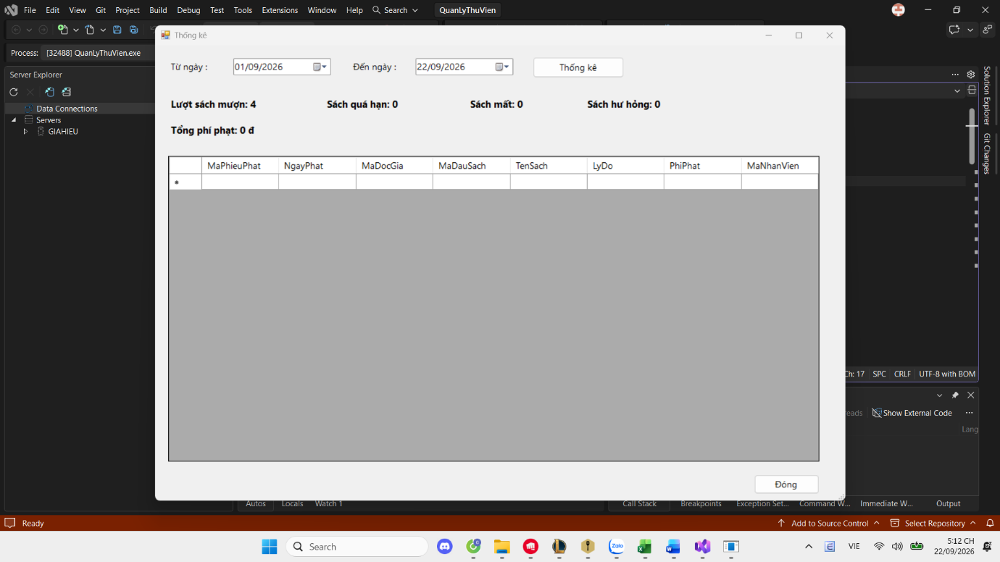 File Edit View Git Project Build Debug Test Tools Extensions Window Help Search QuanLyThuVien
Process: [32488] QuanLyThuVien.exe
Server Explorer
Data Connections
Servers
GIAHIEU
Thống kê
Từ ngày : 01/09/2026 Đến ngày : 22/09/2026 Thống kê
Lượt sách mượn: 4 Sách quá hạn: 0 Sách mất: 0 Sách hư hỏng: 0
Tổng phí phạt: 0 đ
MaPhieuPhat NgayPhat MaDocGia MaDauSach TenSach LyDo PhiPhat MaNhanVien
Đóng
Solution Explorer
Git Changes
Ch: 17 SPC CRLF UTF-8 with BOM
Show External Code
Lang
Autos Locals Watch 1 Call Stack Breakpoints Exception Set... Command W... Immediate W... Output
Ready Add to Source Control Select Repository
Search Zalo VIE 5:12 CH
22/09/2026